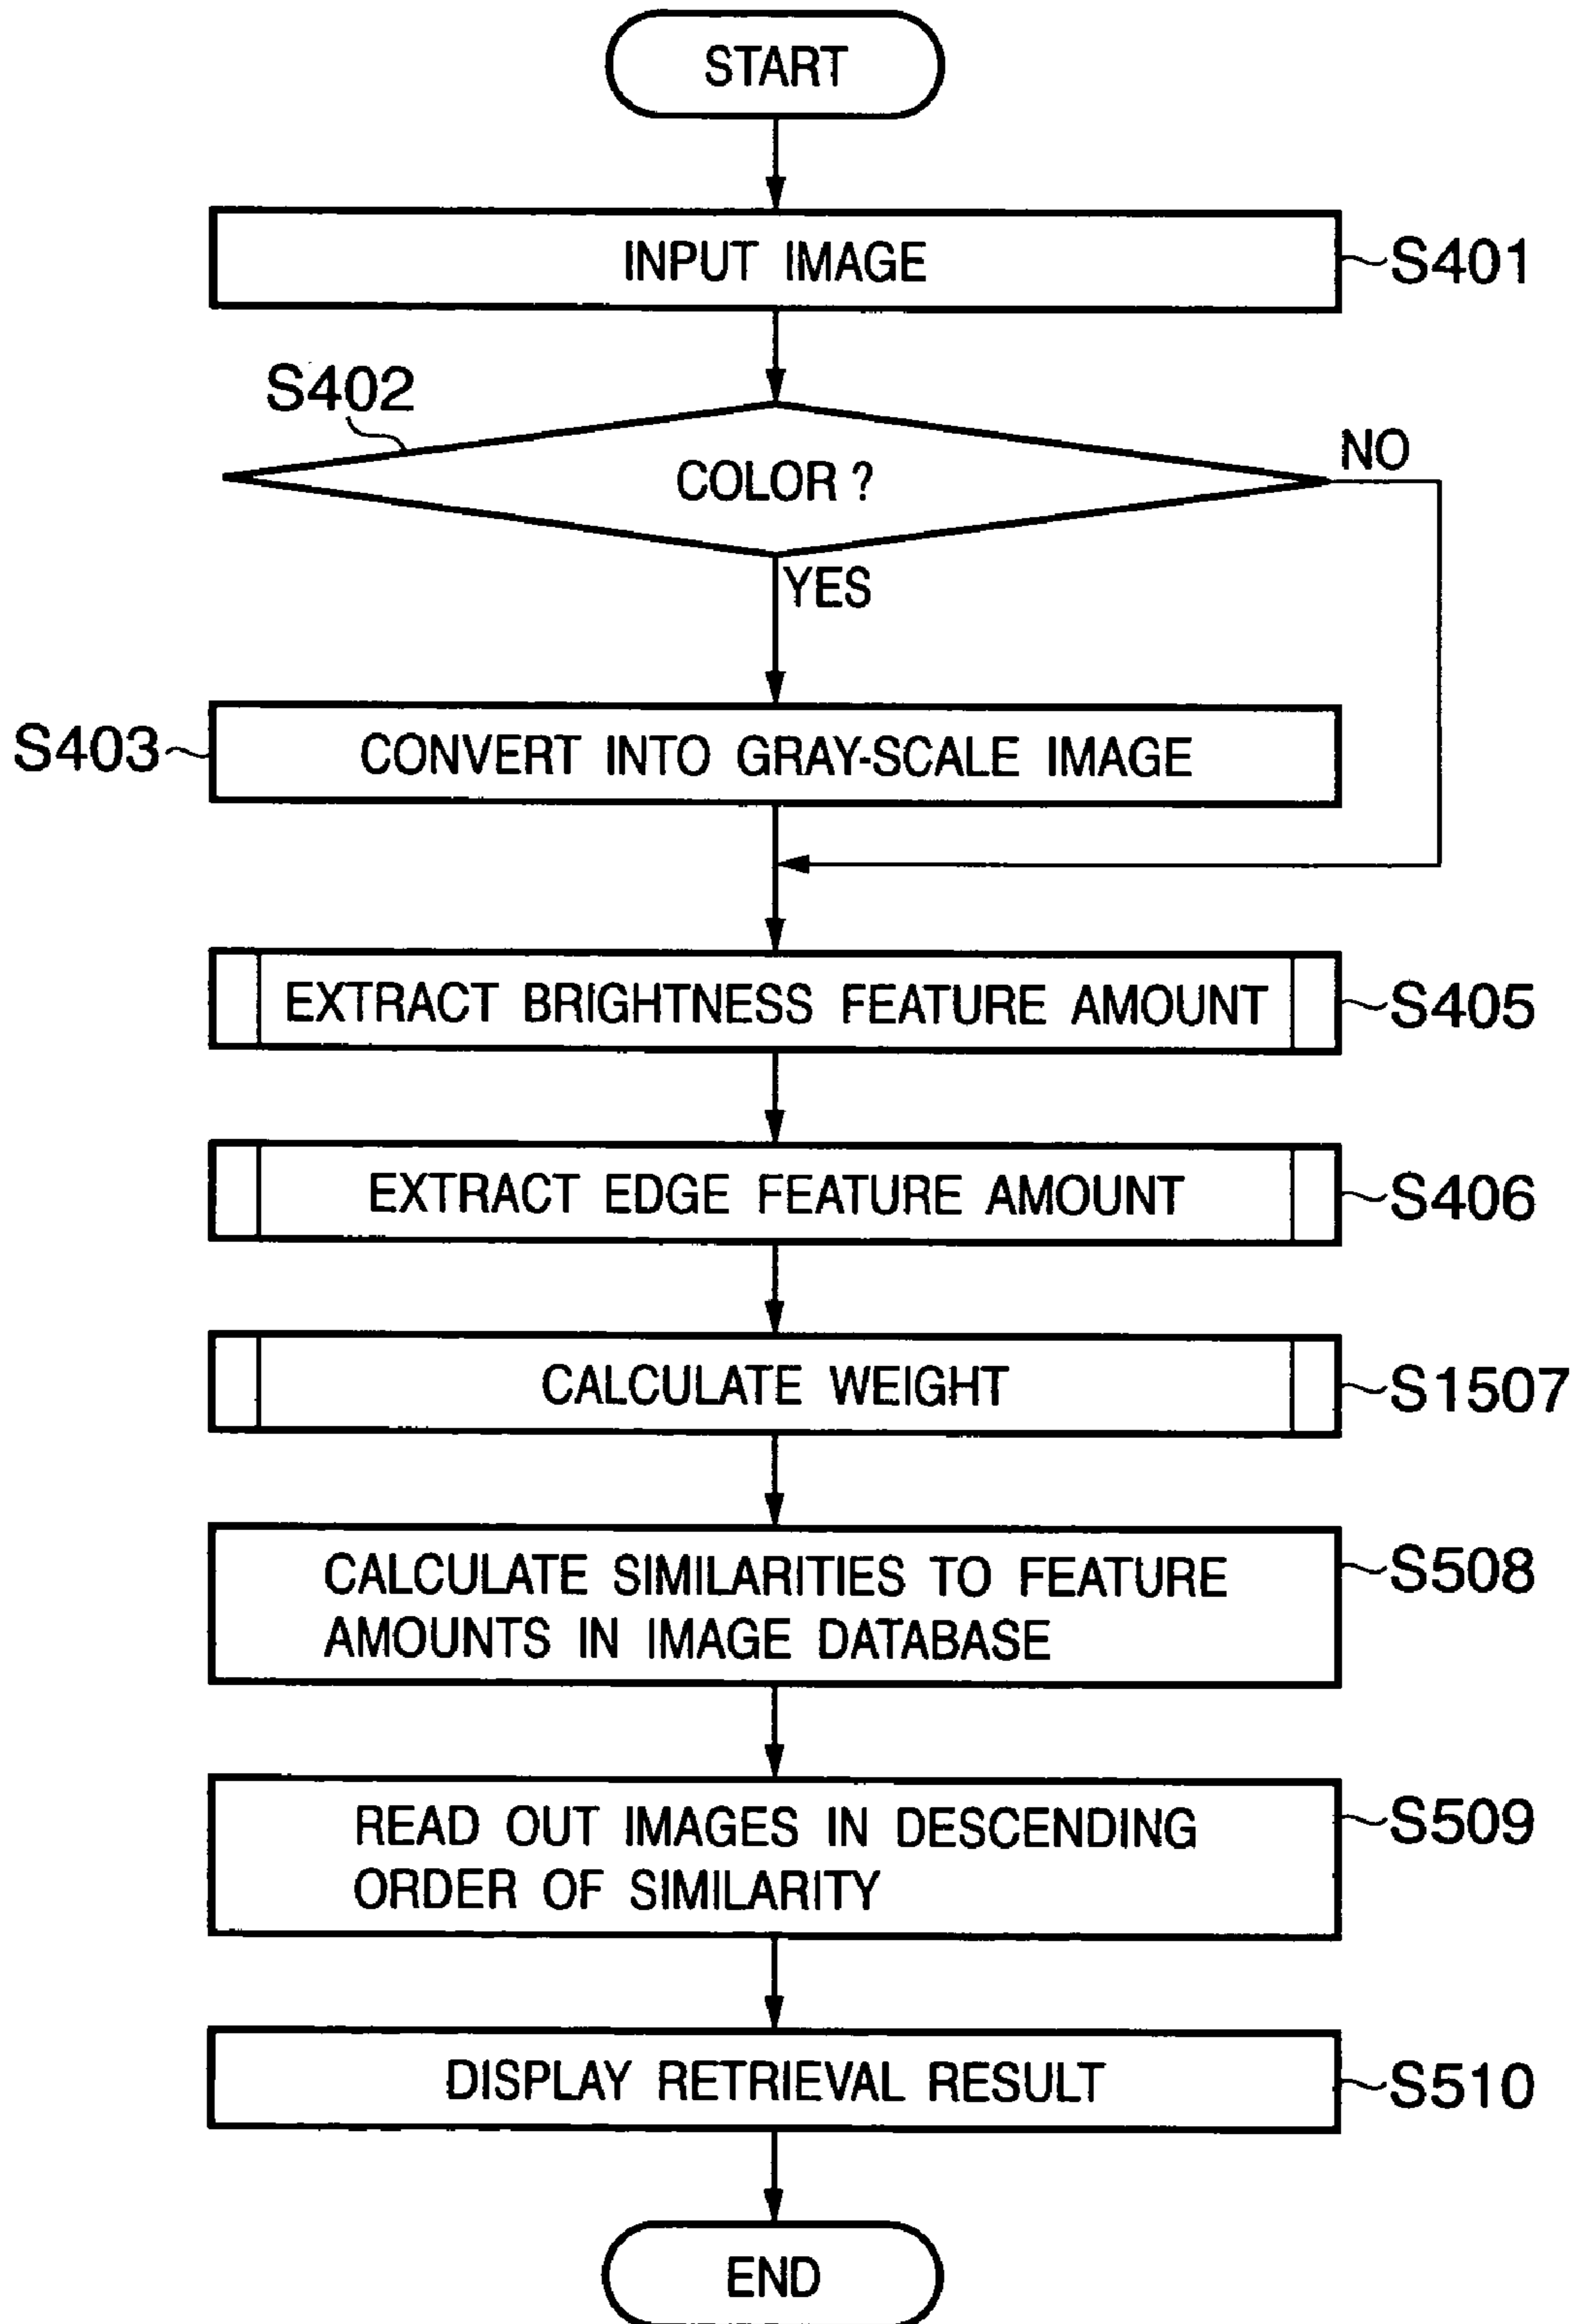 START
INPUT IMAGE
S401
S402
COLOR ?
NO
YES
S403
CONVERT INTO GRAY-SCALE IMAGE
EXTRACT BRIGHTNESS FEATURE AMOUNT
S405
EXTRACT EDGE FEATURE AMOUNT
S406
CALCULATE WEIGHT
S1507
CALCULATE SIMILARITIES TO FEATURE
AMOUNTS IN IMAGE DATABASE
S508
READ OUT IMAGES IN DESCENDING
ORDER OF SIMILARITY
S509
DISPLAY RETRIEVAL RESULT
S510
END